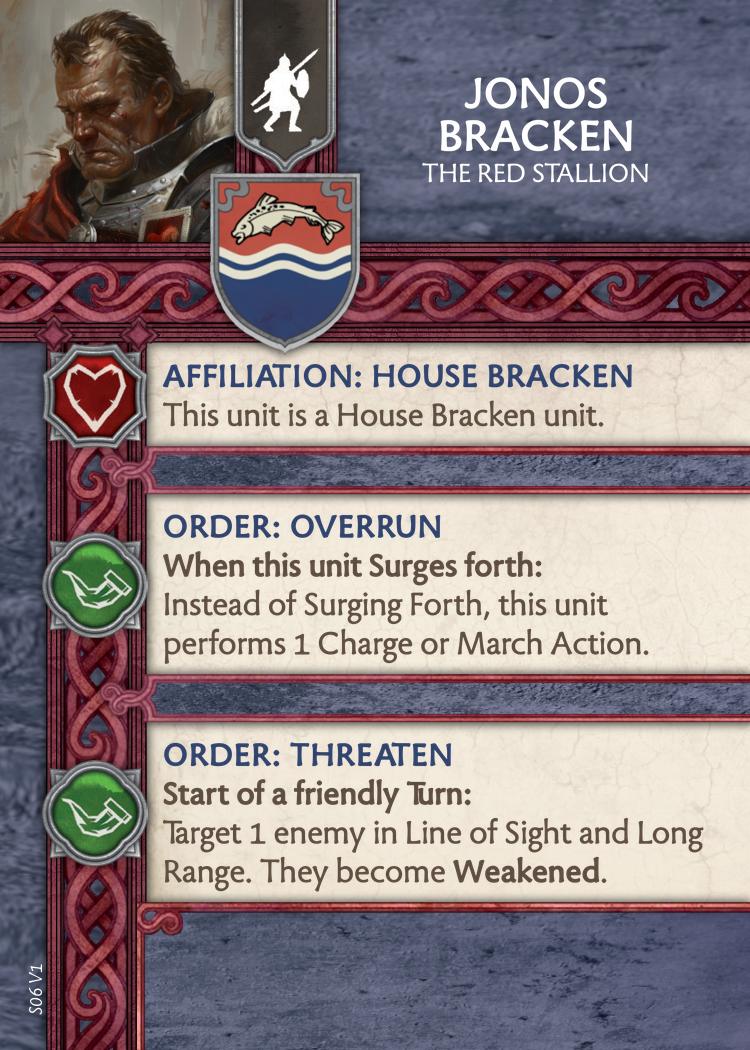 JONOS
BRACKEN
THE RED STALLION
AFFILIATION: HOUSE BRACKEN
This unit is a House Bracken unit.
ORDER: OVERRUN
When this unit Surges forth:
Instead of Surging Forth, this unit
performs 1 Charge or March Action.
ORDER: THREATEN
Start of a friendly Turn:
Target 1 enemy in Line of Sight and Long
Range. They become Weakened.
S06 V1